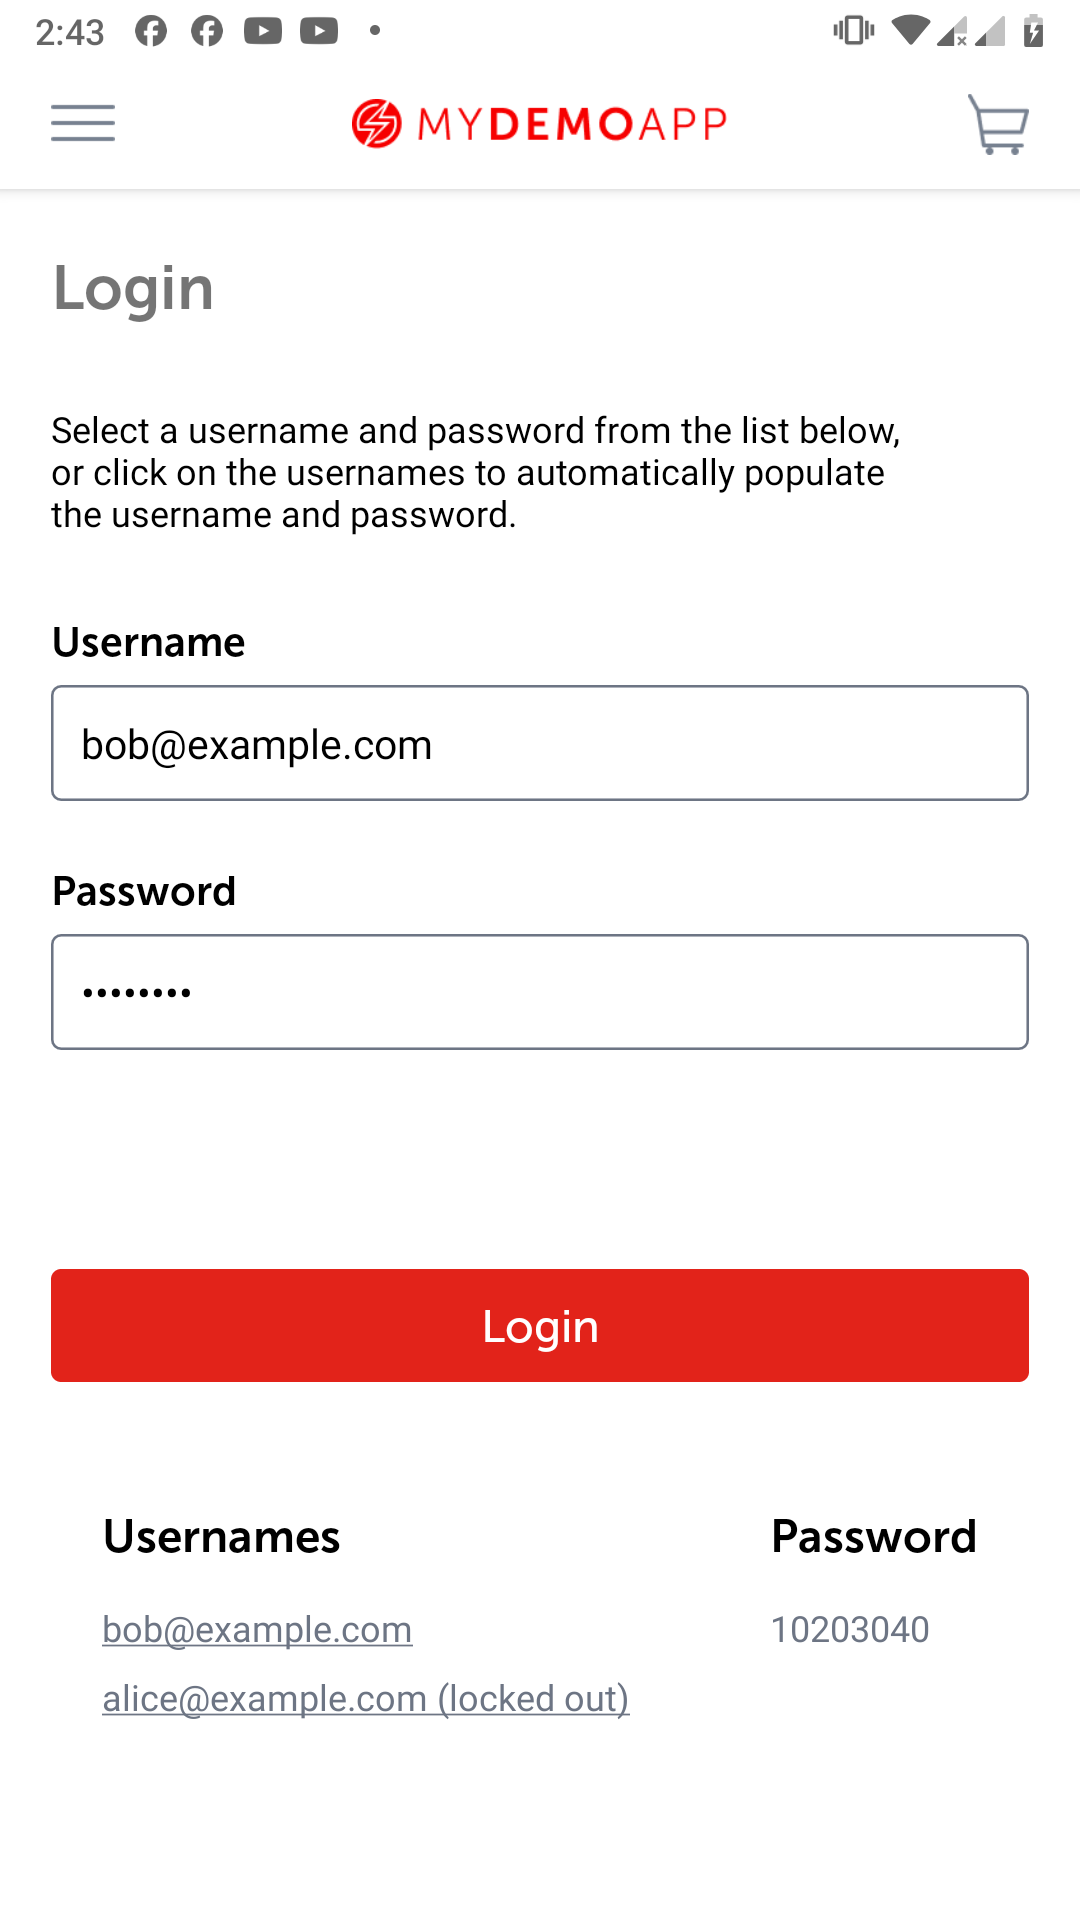 2:43
MYDEMOAPP
Login
Select a username and password from the list below,
or click on the usernames to automatically populate
the username and password.
Username
bob@example.com
Password
••••••••
Login
Usernames Password
bob@example.com 10203040
alice@example.com (locked out)